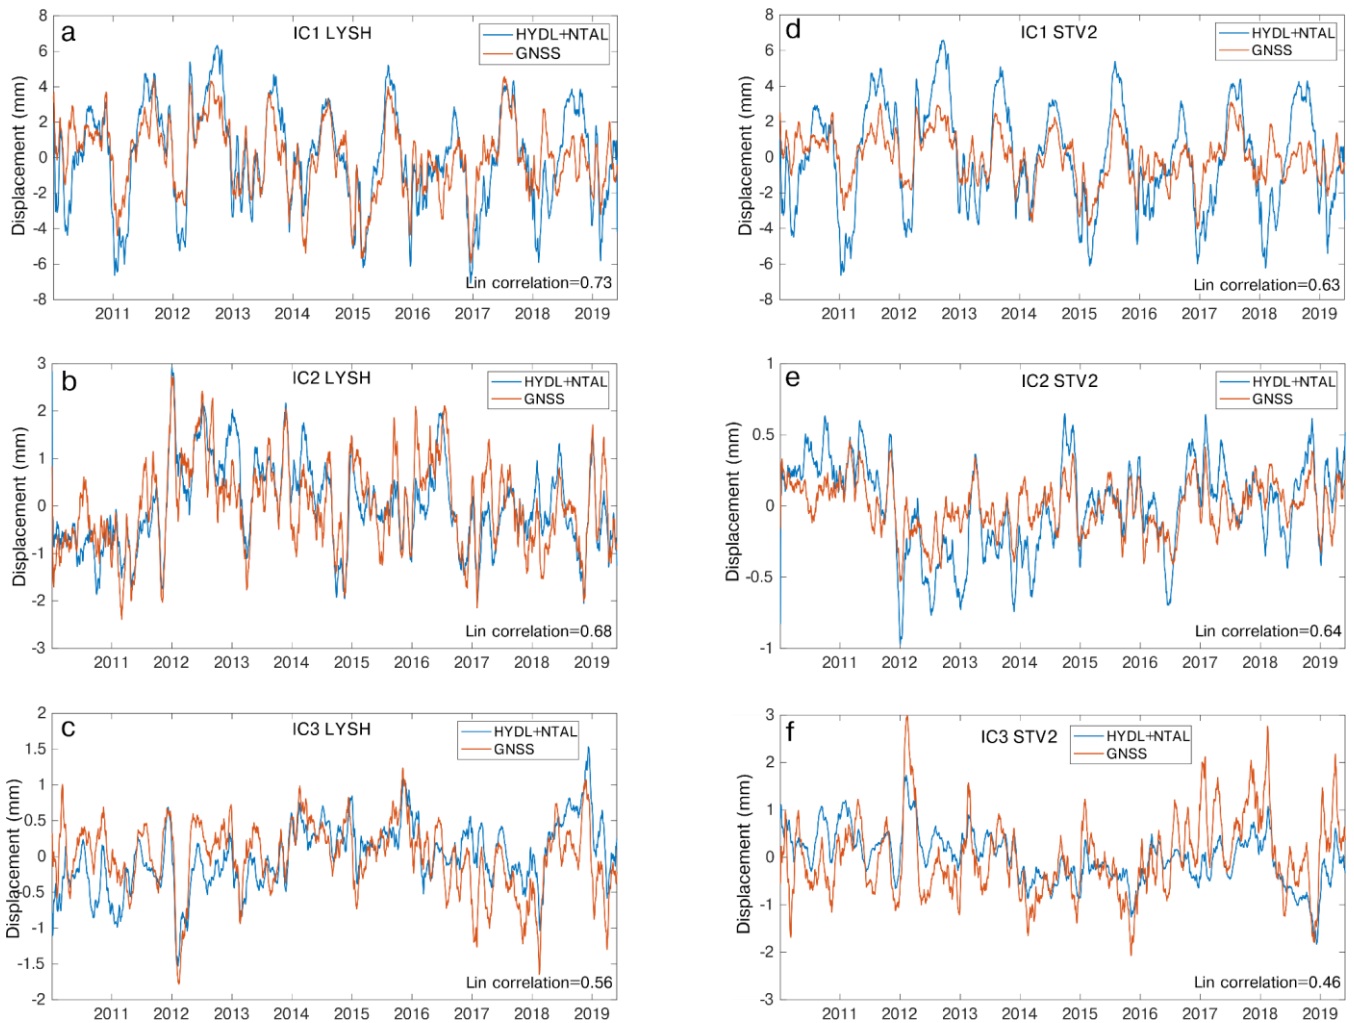 a
IC1 LYSH
HYDL+NTAL
GNSS
Displacement (mm)
8
6
4
2
0
-2
-4
-6
-8
Lin correlation=0.73
2011 2012 2013 2014 2015 2016 2017 2018 2019
d
IC1 STV2
HYDL+NTAL
GNSS
Displacement (mm)
8
6
4
2
0
-2
-4
-6
-8
Lin correlation=0.63
2011 2012 2013 2014 2015 2016 2017 2018 2019
b
IC2 LYSH
HYDL+NTAL
GNSS
Displacement (mm)
3
2
1
0
-1
-2
-3
Lin correlation=0.68
2011 2012 2013 2014 2015 2016 2017 2018 2019
e
IC2 STV2
HYDL+NTAL
GNSS
Displacement (mm)
1
0.5
0
-0.5
-1
Lin correlation=0.64
2011 2012 2013 2014 2015 2016 2017 2018 2019
c
IC3 LYSH
HYDL+NTAL
GNSS
Displacement (mm)
2
1.5
1
0.5
0
-0.5
-1
-1.5
-2
Lin correlation=0.56
2011 2012 2013 2014 2015 2016 2017 2018 2019
f
IC3 STV2
HYDL+NTAL
GNSS
Displacement (mm)
3
2
1
0
-1
-2
-3
Lin correlation=0.46
2011 2012 2013 2014 2015 2016 2017 2018 2019